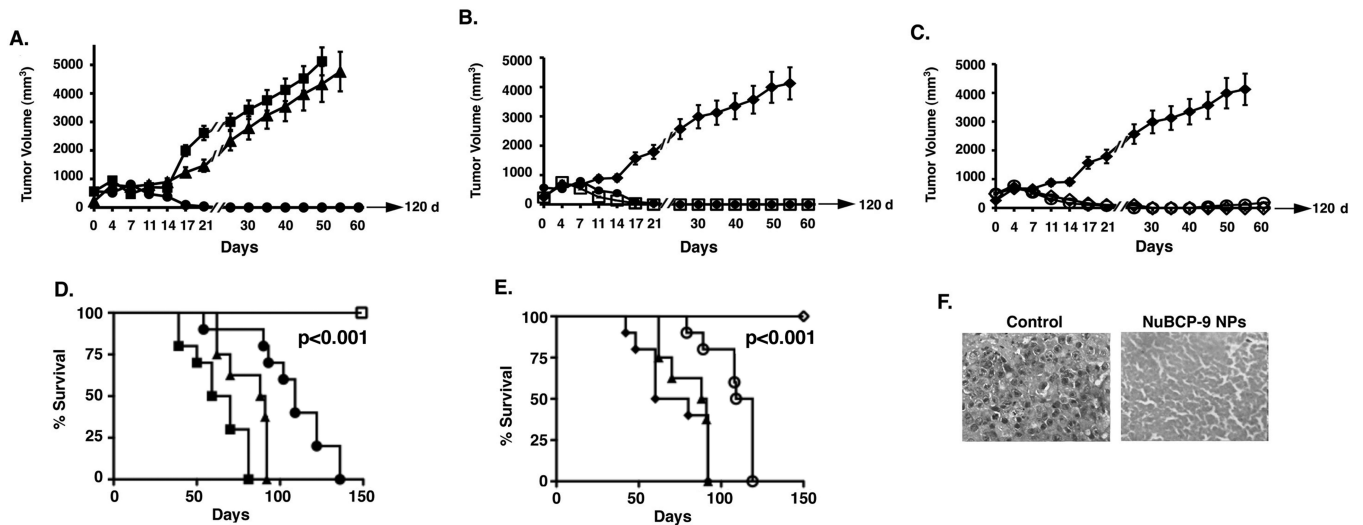 A.
Tumor Volume (mm3)
5000
4000
3000
2000
1000
0
0 4 7 11 14 17 21 30 40 50 60
120 d
Days
B.
Tumor Volume (mm3)
5000
4000
3000
2000
1000
0
0 4 7 11 14 17 21 30 40 50 60
120 d
Days
C.
Tumor Volume (mm3)
5000
4000
3000
2000
1000
0
0 4 7 11 14 17 21 30 40 50 60
120 d
Days
D.
% Survival
100
75
50
25
0
p<0.001
0 50 100 150
Days
E.
% Survival
100
75
50
25
0
p<0.001
0 50 100 150
Days
F.
Control
NuBCP-9 NPs